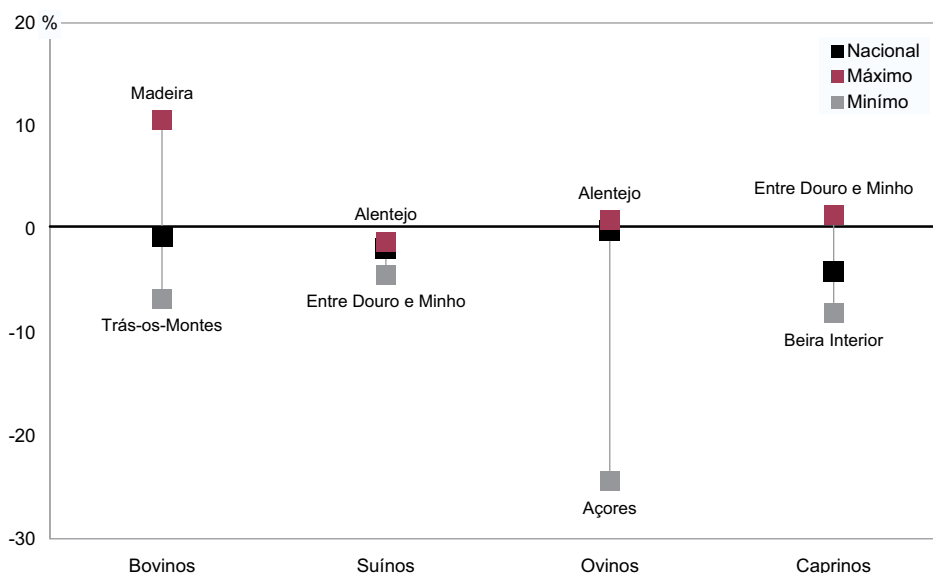 20 %
Nacional
Máximo
Minímo
Madeira
10
Entre Douro e Minho
Alentejo
Alentejo
0
Entre Douro e Minho
Trás-os-Montes
Beira Interior
-10
-20
Açores
-30
Bovinos Suínos Ovinos Caprinos